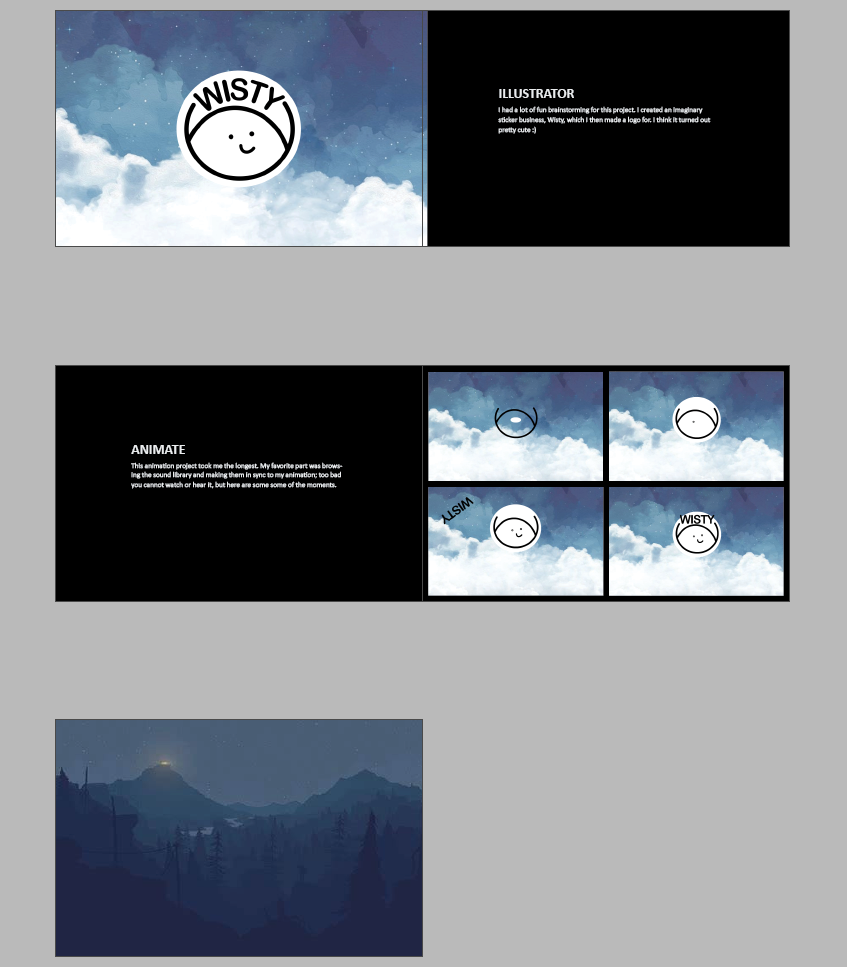 WISTY
ILLUSTRATOR
I had a lot of fun brainstorming for this project. I created an imaginary
sticker business, Wisty, which I then made a logo for. I think it turned out
pretty cute :)
ANIMATE
This animation project took me the longest. My favorite part was brows-
ing the sound library and making them in sync to my animation; too bad
you cannot watch or hear it, but here are some some of the moments.
WISTY
WISTY